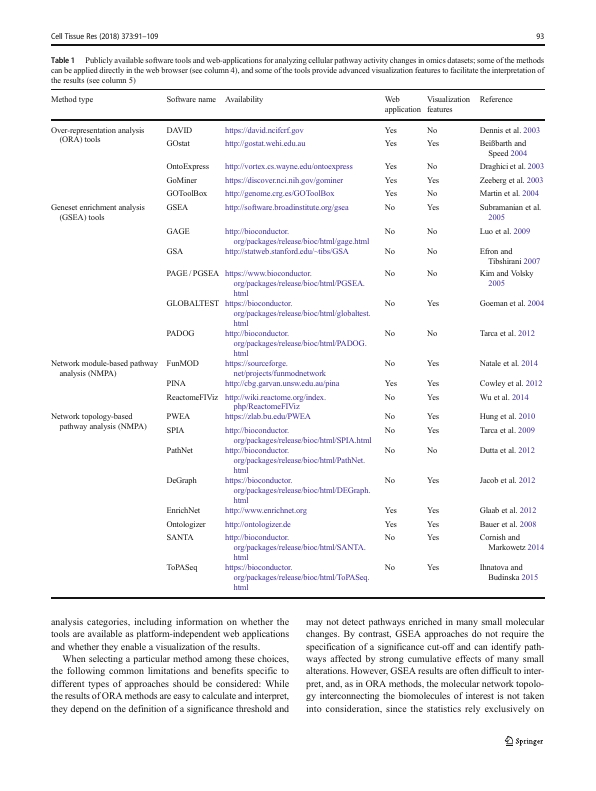 Cell Tissue Res (2018) 373:91–109 93
Table 1 Publicly available software tools and web-applications for analyzing cellular pathway activity changes in omics datasets; some of the methods
can be applied directly in the web browser (see column 4), and some of the tools provide advanced visualization features to facilitate the interpretation of
the results (see column 5)
Method type Software name Availability Web application Visualization features Reference
Over-representation analysis (ORA) tools DAVID https://david.ncifcrf.gov Yes No Dennis et al. 2003
GOstat http://gostat.wehi.edu.au Yes Yes Beißbarth and
Speed 2004
OntoExpress http://vortex.cs.wayne.edu/ontoexpress Yes No Draghici et al. 2003
GoMiner https://discover.nci.nih.gov/gominer Yes Yes Zeeberg et al. 2003
GOToolBox http://genome.crg.es/GOToolBox Yes No Martin et al. 2004
Geneset enrichment analysis (GSEA) tools GSEA http://software.broadinstitute.org/gsea No Yes Subramanian et al.
2005
GAGE http://bioconductor. No No Luo et al. 2009
org/packages/release/bioc/html/gage.html
GSA http://statweb.stanford.edu/~tibs/GSA No No Efron and
Tibshirani 2007
PAGE / PGSEA https://www.bioconductor. No No Kim and Volsky
org/packages/release/bioc/html/PGSEA. 2005
html
GLOBALTEST https://bioconductor. No Yes Goeman et al. 2004
org/packages/release/bioc/html/globaltest.
html
PADOG http://bioconductor. No No Tarca et al. 2012
org/packages/release/bioc/html/PADOG.
html
Network module-based pathway analysis (NMPA) FunMOD https://sourceforge. No Yes Natale et al. 2014
net/projects/funmodnetwork
PINA http://cbg.garvan.unsw.edu.au/pina Yes Yes Cowley et al. 2012
ReactomeFIViz http://wiki.reactome.org/index. No Yes Wu et al. 2014
php/ReactomeFIViz
Network topology-based pathway analysis (NMPA) PWEA https://zlab.bu.edu/PWEA No Yes Hung et al. 2010
SPIA http://bioconductor. No Yes Tarca et al. 2009
org/packages/release/bioc/html/SPIA.html
PathNet http://bioconductor. No No Dutta et al. 2012
org/packages/release/bioc/html/PathNet.
html
DeGraph https://bioconductor. No Yes Jacob et al. 2012
org/packages/release/bioc/html/DEGraph.
html
EnrichNet http://www.enrichnet.org Yes Yes Glaab et al. 2012
Ontologizer http://ontologizer.de Yes Yes Bauer et al. 2008
SANTA http://bioconductor. No Yes Cornish and
org/packages/release/bioc/html/SANTA. Markowetz 2014
html
ToPASeq https://bioconductor. No Yes Ihnatova and
org/packages/release/bioc/html/ToPASeq. Budinska 2015
html
analysis categories, including information on whether the
tools are available as platform-independent web applications
and whether they enable a visualization of the results.
When selecting a particular method among these choices,
the following common limitations and benefits specific to
different types of approaches should be considered: While
the results of ORA methods are easy to calculate and interpret,
they depend on the definition of a significance threshold and
may not detect pathways enriched in many small molecular
changes. By contrast, GSEA approaches do not require the
specification of a significance cut-off and can identify path-
ways affected by strong cumulative effects of many small
alterations. However, GSEA results are often difficult to inter-
pret, and, as in ORA methods, the molecular network topolo-
gy interconnecting the biomolecules of interest is not taken
into consideration, since the statistics rely exclusively on
Springer